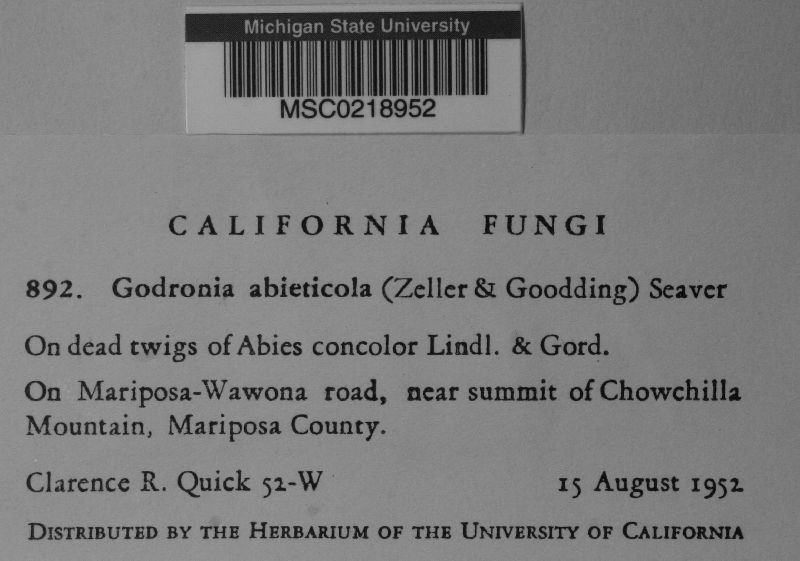 Michigan State University
MSC0218952
CALIFORNIA FUNGI
892. Godronia abieticola (Zeller & Goodding) Seaver
On dead twigs of Abies concolor Lindl. & Gord.
On Mariposa-Wawona road, near summit of Chowchilla
Mountain, Mariposa County.
Clarence R. Quick 52-W 15 August 1952
DISTRIBUTED BY THE HERBARIUM OF THE UNIVERSITY OF CALIFORNIA